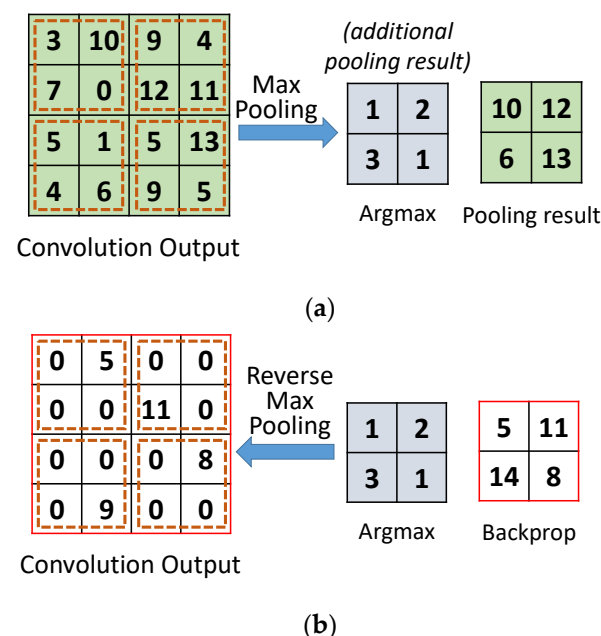 3 10 9 4
7 0 12 11
5 1 5 13
4 6 9 5
Convolution Output
Max
Pooling
(additional
pooling result)
1 2
3 1
Argmax
10 12
6 13
Pooling result
(a)
0 5 0 0
0 0 11 0
0 0 0 8
0 9 0 0
Convolution Output
Reverse
Max
Pooling
1 2
3 1
Argmax
5 11
14 8
Backprop
(b)